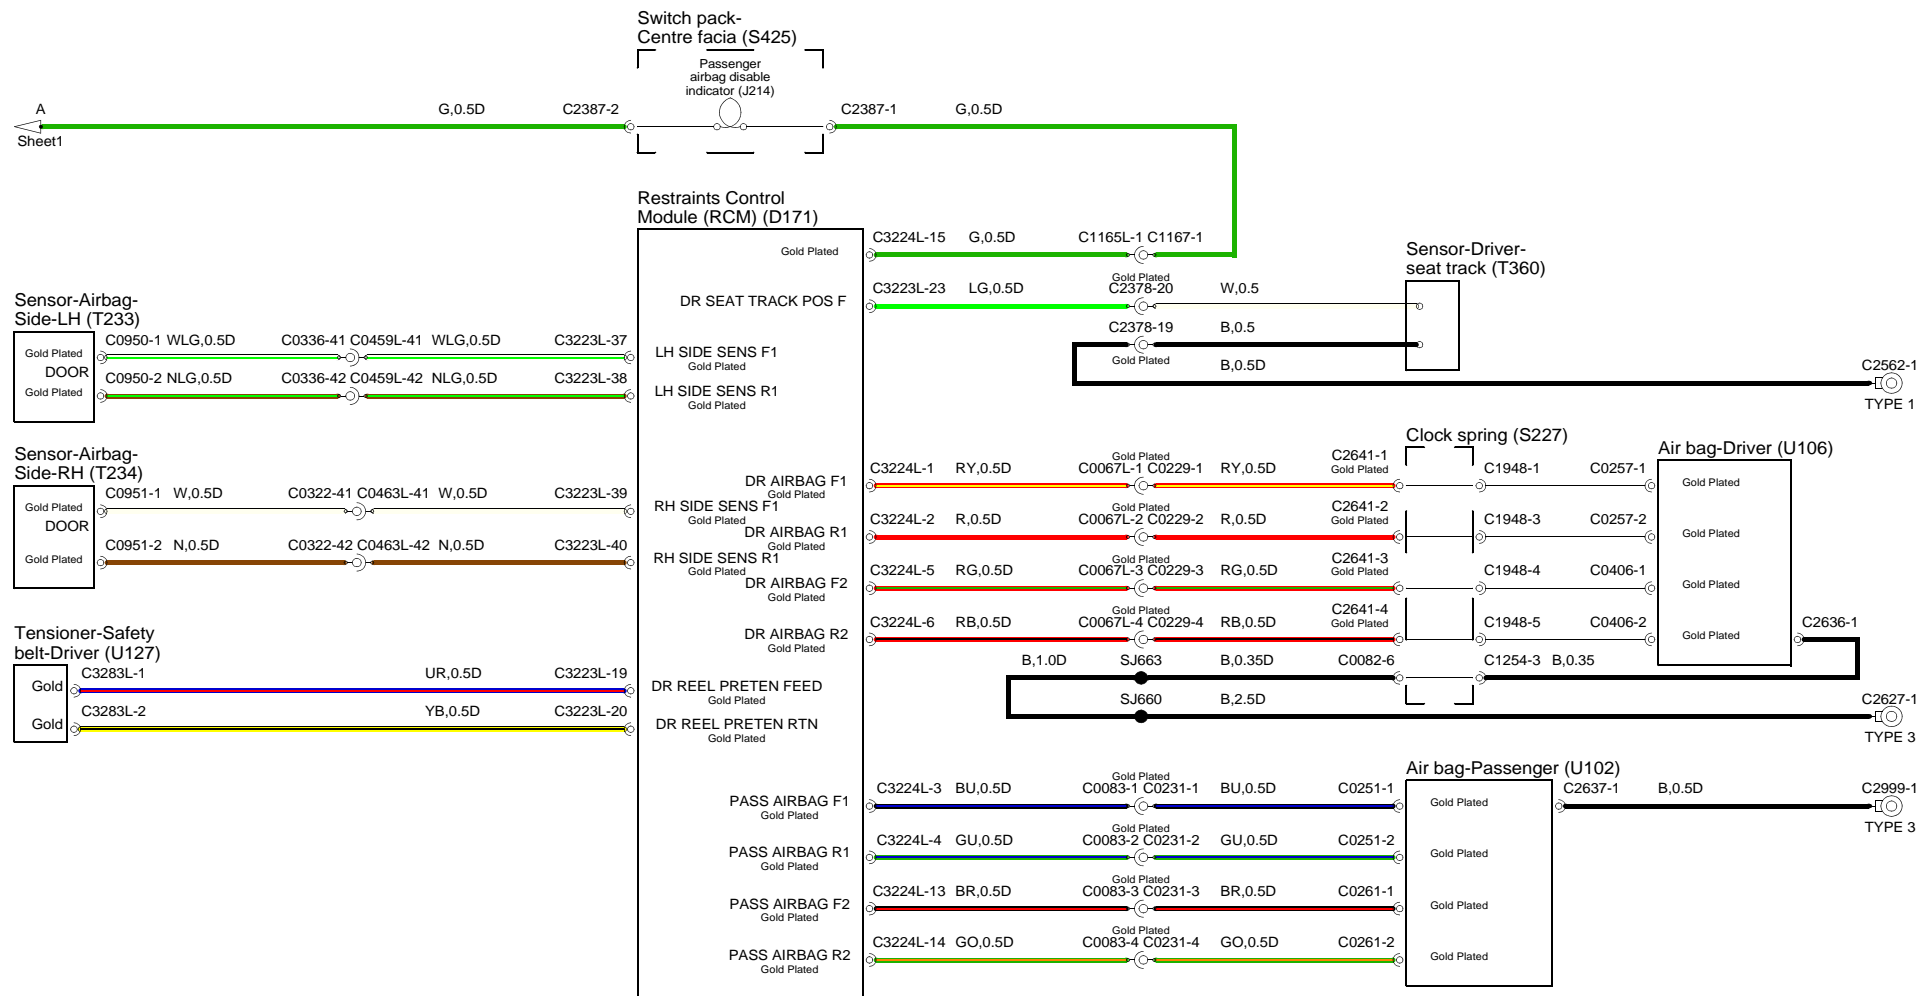 Switch pack-
Centre facia (S425)
Passenger
airbag disable
indicator (J214)
A
G,0.5D
C2387-2
C2387-1
G,0.5D
Sheet1
Restraints Control
Module (RCM) (D171)
Gold Plated
C3224L-15
G,0.5D
C1165L-1 C1167-1
Gold Plated
Sensor-Driver-
seat track (T360)
DR SEAT TRACK POS F
C3223L-23
LG,0.5D
C2378-20
W,0.5
C2378-19
B,0.5
Gold Plated
B,0.5D
C2562-1
TYPE 1
Sensor-Airbag-
Side-LH (T233)
Gold Plated
DOOR
Gold Plated
C0950-1 WLG,0.5D
C0336-41 C0459L-41 WLG,0.5D
C3223L-37
LH SIDE SENS F1
Gold Plated
C0950-2 NLG,0.5D
C0336-42 C0459L-42 NLG,0.5D
C3223L-38
LH SIDE SENS R1
Gold Plated
Sensor-Airbag-
Side-RH (T234)
Gold Plated
DOOR
Gold Plated
C0951-1 W,0.5D
C0322-41 C0463L-41 W,0.5D
C3223L-39
RH SIDE SENS F1
Gold Plated
C0951-2 N,0.5D
C0322-42 C0463L-42 N,0.5D
C3223L-40
RH SIDE SENS R1
Gold Plated
Clock spring (S227)
Air bag-Driver (U106)
DR AIRBAG F1
Gold Plated
C3224L-1
RY,0.5D
Gold Plated
C0067L-1 C0229-1
RY,0.5D
C2641-1
Gold Plated
C1948-1
C0257-1
Gold Plated
DR AIRBAG R1
Gold Plated
C3224L-2
R,0.5D
Gold Plated
C0067L-2 C0229-2
R,0.5D
C2641-2
Gold Plated
C1948-3
C0257-2
Gold Plated
DR AIRBAG F2
Gold Plated
C3224L-5
RG,0.5D
Gold Plated
C0067L-3 C0229-3
RG,0.5D
C2641-3
Gold Plated
C1948-4
C0406-1
Gold Plated
DR AIRBAG R2
Gold Plated
C3224L-6
RB,0.5D
Gold Plated
C0067L-4 C0229-4
RB,0.5D
C2641-4
Gold Plated
C1948-5
C0406-2
Gold Plated
C2636-1
B,1.0D
SJ663
B,0.35D
C0082-6
C1254-3
B,0.35
SJ660
B,2.5D
C2627-1
TYPE 3
Tensioner-Safety
belt-Driver (U127)
Gold
C3283L-1
UR,0.5D
C3223L-19
DR REEL PRETEN FEED
Gold Plated
Gold
C3283L-2
YB,0.5D
C3223L-20
DR REEL PRETEN RTN
Gold Plated
Air bag-Passenger (U102)
PASS AIRBAG F1
Gold Plated
C3224L-3
BU,0.5D
Gold Plated
C0083-1 C0231-1
BU,0.5D
C0251-1
Gold Plated
C2637-1
B,0.5D
C2999-1
TYPE 3
PASS AIRBAG R1
Gold Plated
C3224L-4
GU,0.5D
Gold Plated
C0083-2 C0231-2
GU,0.5D
C0251-2
Gold Plated
PASS AIRBAG F2
Gold Plated
C3224L-13
BR,0.5D
Gold Plated
C0083-3 C0231-3
BR,0.5D
C0261-1
Gold Plated
PASS AIRBAG R2
Gold Plated
C3224L-14
GO,0.5D
Gold Plated
C0083-4 C0231-4
GO,0.5D
C0261-2
Gold Plated